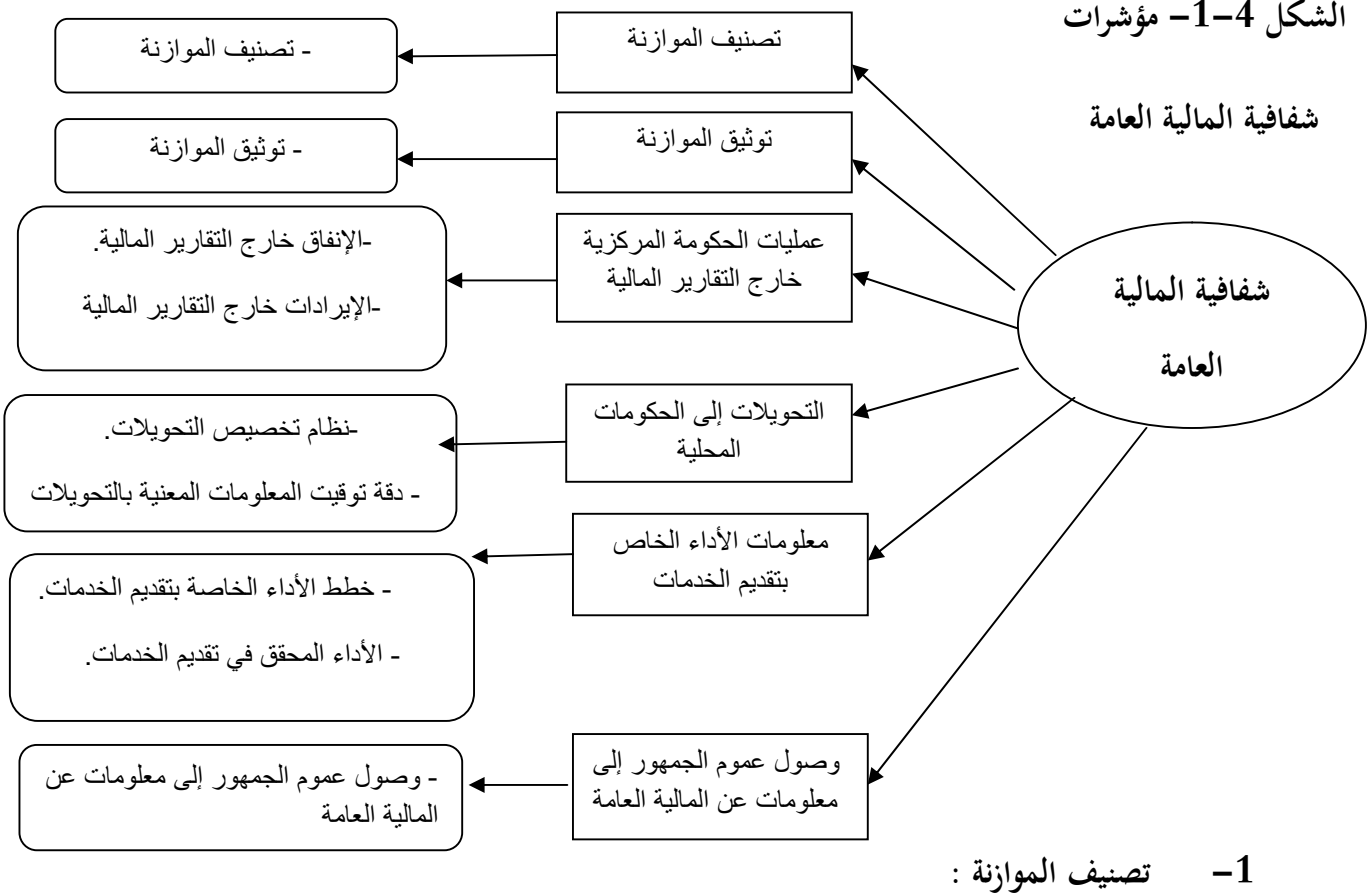 الشكل 4–1– مؤشرات
شفافية المالية العامة
شفافية المالية
العامة
تصنيف الموازنة
- تصنيف الموازنة
توثيق الموازنة
- توثيق الموازنة
عمليات الحكومة المركزية
خارج التقارير المالية
-الإنفاق خارج التقارير المالية.
-الإيرادات خارج التقارير المالية
التحويلات إلى الحكومات
المحلية
-نظام تخصيص التحويلات.
- دقة توقيت المعلومات المعنية بالتحويلات
معلومات الأداء الخاص
بتقديم الخدمات
- خطط الأداء الخاصة بتقديم الخدمات.
- الأداء المحقق في تقديم الخدمات.
وصول عموم الجمهور إلى
معلومات عن المالية العامة
- وصول عموم الجمهور إلى معلومات عن
المالية العامة
1– تصنيف الموازنة :